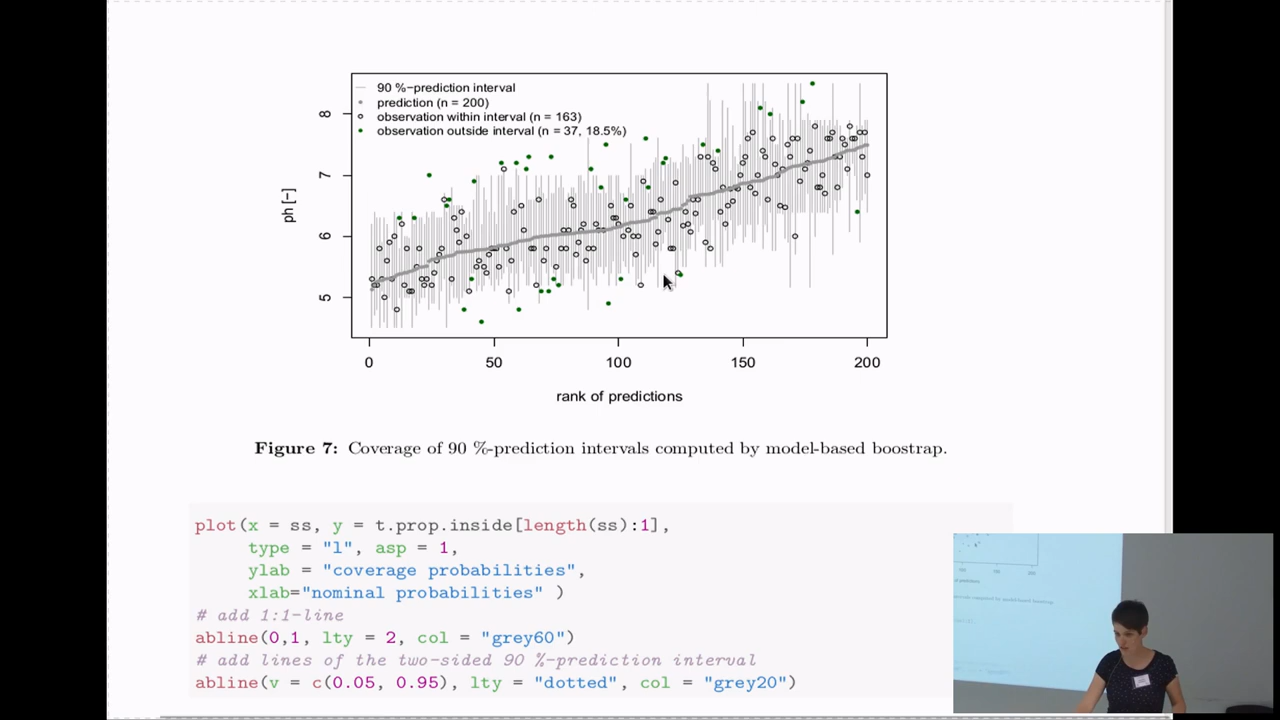 90 %−prediction interval
prediction (n = 200)
observation within interval (n = 163)
observation outside interval (n = 37, 18.5%)
8
7
6
5
ph [-]
0 50 100 150 200
rank of predictions
Figure 7: Coverage of 90 %-prediction intervals computed by model-based boostrap.
plot(x = ss, y = t.prop.inside[length(ss):1],
type = "l", asp = 1,
ylab = "coverage probabilities",
xlab="nominal probabilities" )
# add 1:1-line
abline(0,1, lty = 2, col = "grey60")
# add lines of the two-sided 90 %-prediction interval
abline(v = c(0.05, 0.95), lty = "dotted", col = "grey20")